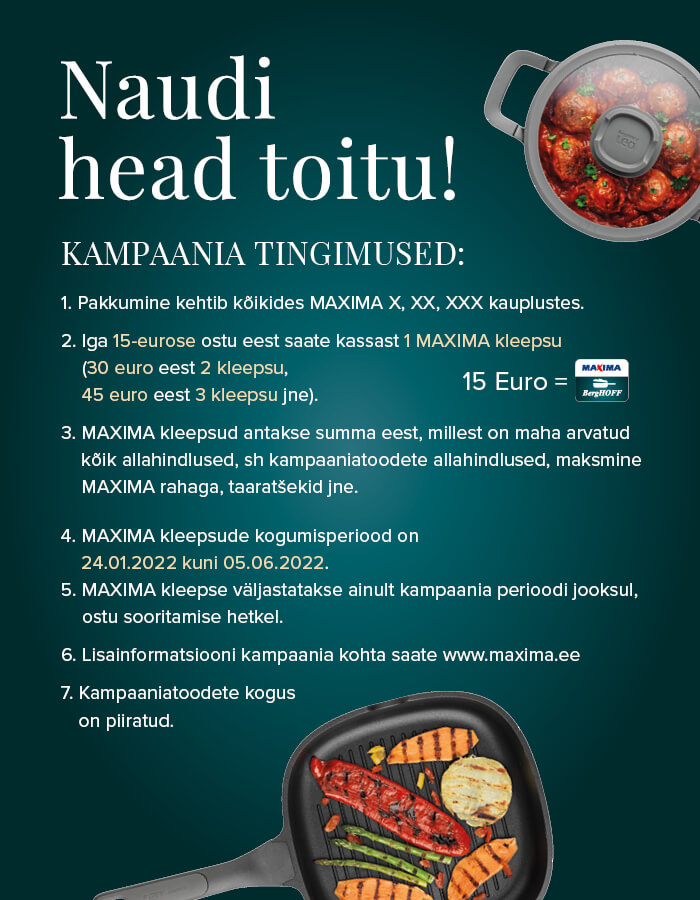 Naudi
head toitu!
KAMPAANIA TINGIMUSED:
1. Pakkumine kehtib kõikides MAXIMA X, XX, XXX kauplustes.
2. Iga 15-eurose ostu eest saate kassast 1 MAXIMA kleepsu
(30 euro eest 2 kleepsu,
45 euro eest 3 kleepsu jne).
15 Euro =
MAXIMA
BergHOFF
3. MAXIMA kleepsud antakse summa eest, millest on maha arvatud
kõik allahindlused, sh kampaaniatoodete allahindlused, maksmine
MAXIMA rahaga, taaratšekid jne.
4. MAXIMA kleepsude kogumisperiood on
24.01.2022 kuni 05.06.2022.
5. MAXIMA kleepse väljastatakse ainult kampaania perioodi jooksul,
ostu sooritamise hetkel.
6. Lisainformatsiooni kampaania kohta saate www.maxima.ee
7. Kampaaniatoodete kogus
on piiratud.